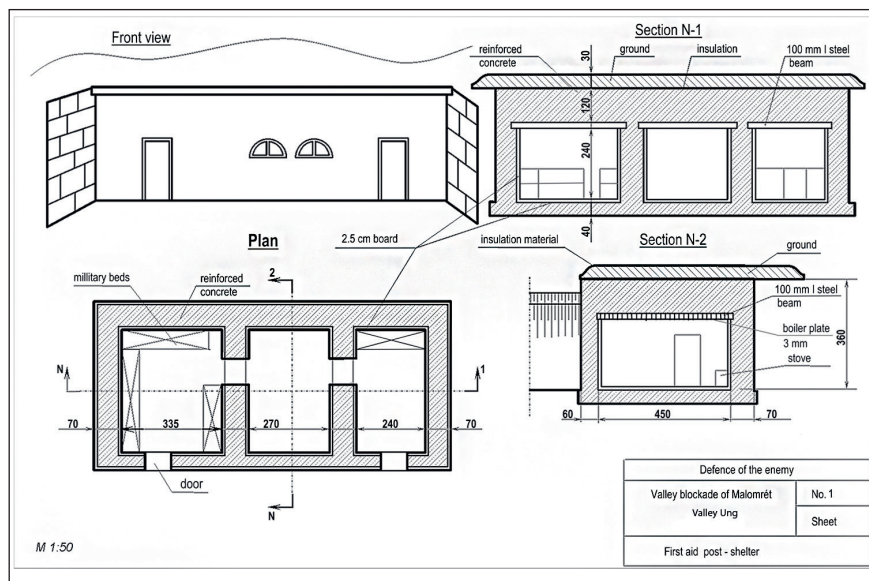 Front view
Section N-1
reinforced
concrete
ground
insulation
100 mm I steel
beam
30
120
240
40
2.5 cm board
Plan
millitary beds
reinforced
concrete
2
N
1
70
335
270
240
70
door
N
insulation material
Section N-2
ground
100 mm I steel
beam
boiler plate
3 mm
stove
360
60
450
70
M 1:50
Defence of the enemy
Valley blockade of Malomrét
Valley Ung
No. 1
Sheet
First aid post - shelter